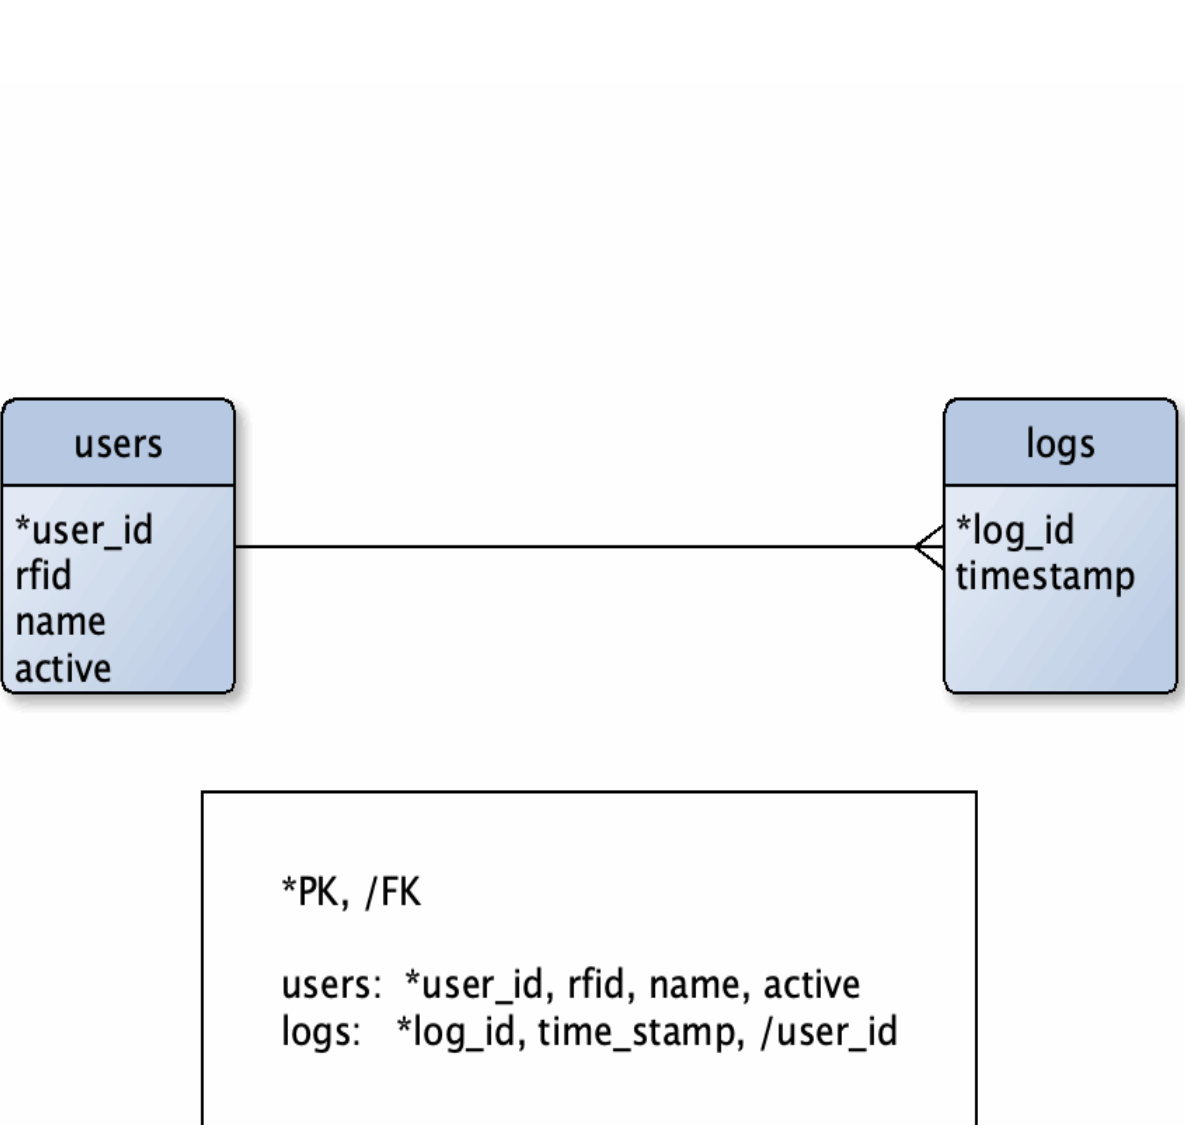 users
*user_id
rfid
name
active
logs
*log_id
timestamp
*PK, /FK
users: *user_id, rfid, name, active
logs: *log_id, time_stamp, /user_id